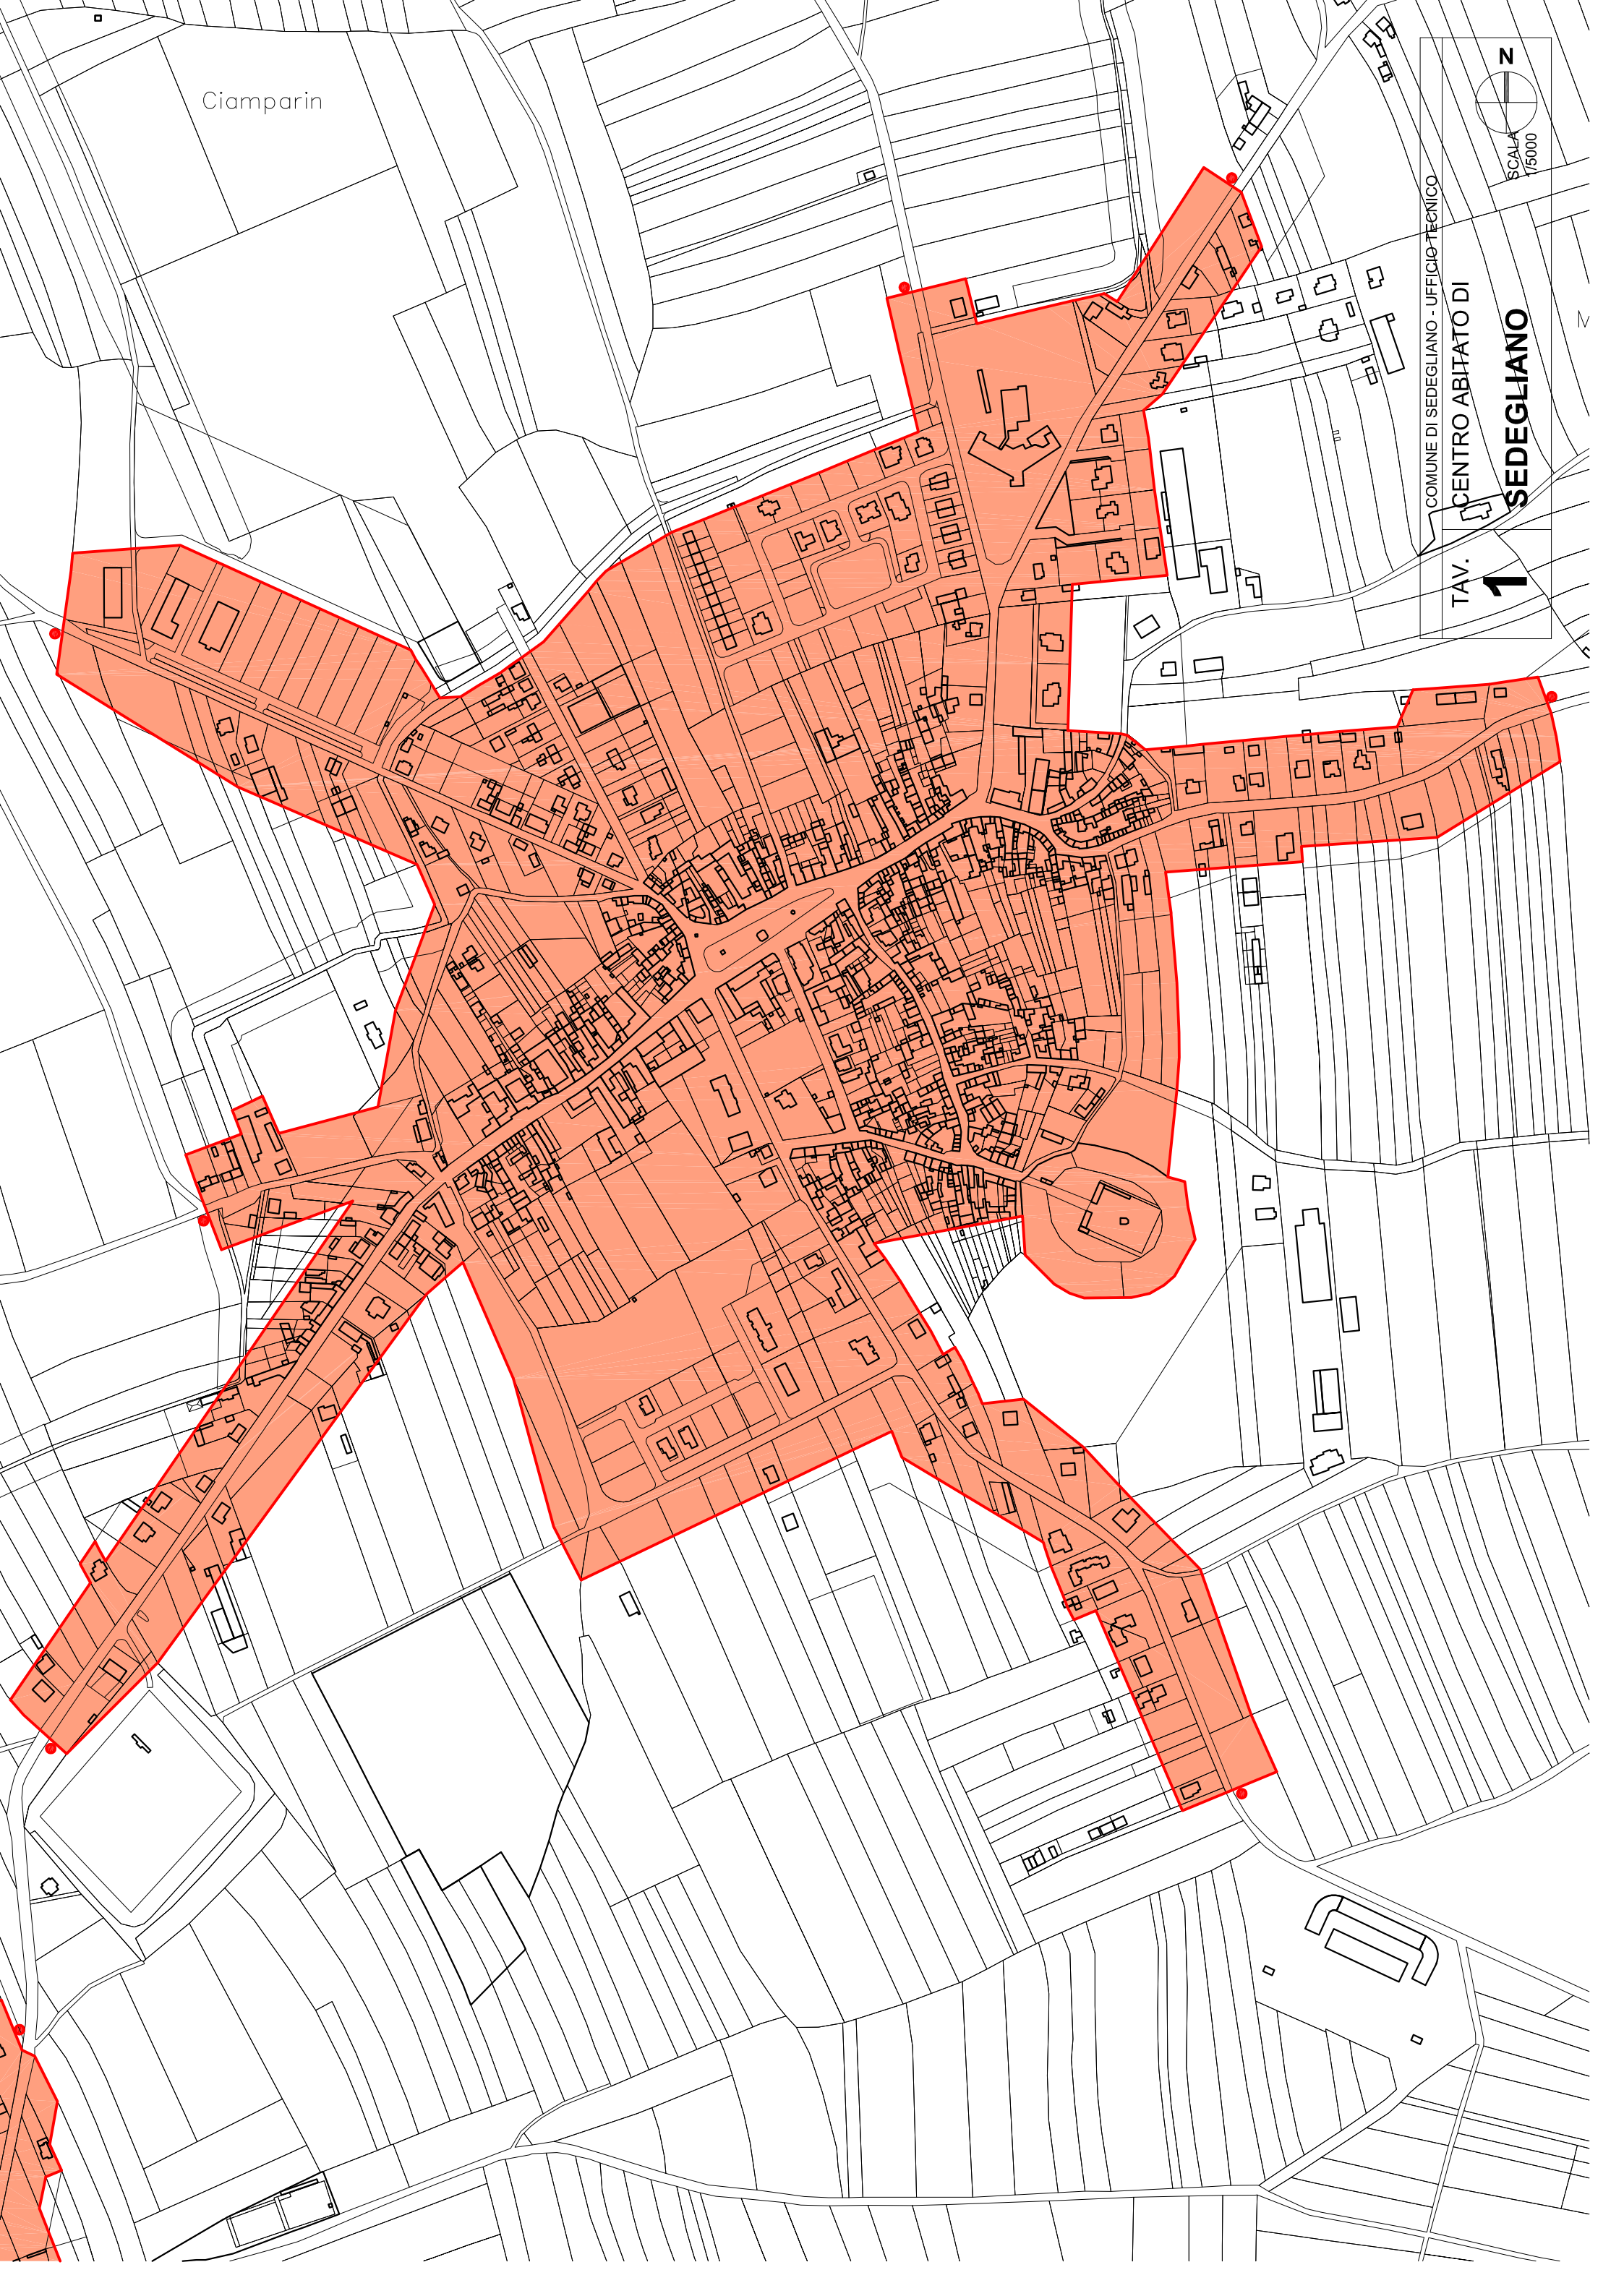 Ciamparin
N
SCALA
1/5000
COMUNE DI SEDEGLIANO - UFFICIO TECNICO
CENTRO ABITATO DI
SEDEGLIANO
TAV.
1
M